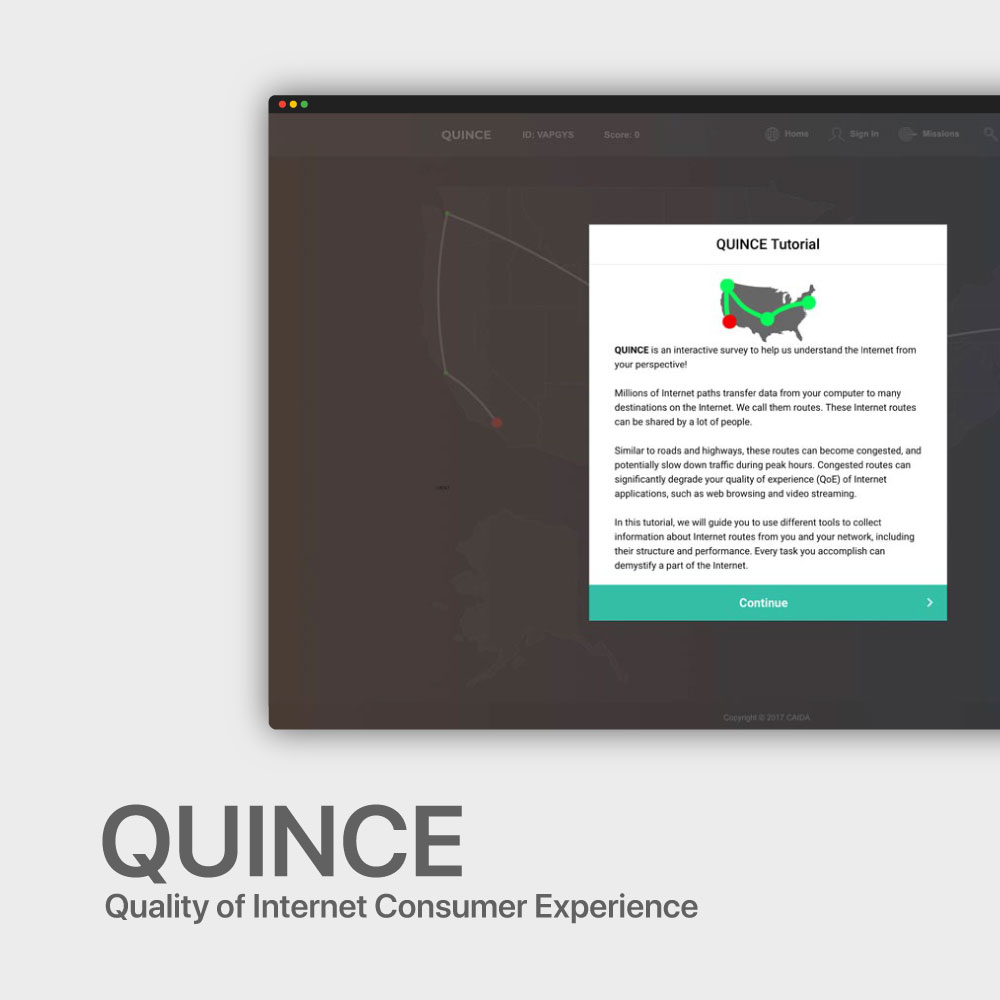 QUINCE
ID: VAPGYS
Score: 0
Home
Sign In
Missions
QUINCE Tutorial
QUINCE is an interactive survey to help us understand the Internet from
your perspective!
Millions of Internet paths transfer data from your computer to many
destinations on the Internet. We call them routes. These Internet routes
can be shared by a lot of people.
Similar to roads and highways, these routes can become congested, and
potentially slow down traffic during peak hours. Congested routes can
significantly degrade your quality of experience (QoE) of Internet
applications, such as web browsing and video streaming.
In this tutorial, we will guide you to use different tools to collect
information about Internet routes from you and your network, including
their structure and performance. Every task you accomplish can
demystify a part of the Internet.
Continue
Copyright © 2017 CAIDA
QUINCE
Quality of Internet Consumer Experience